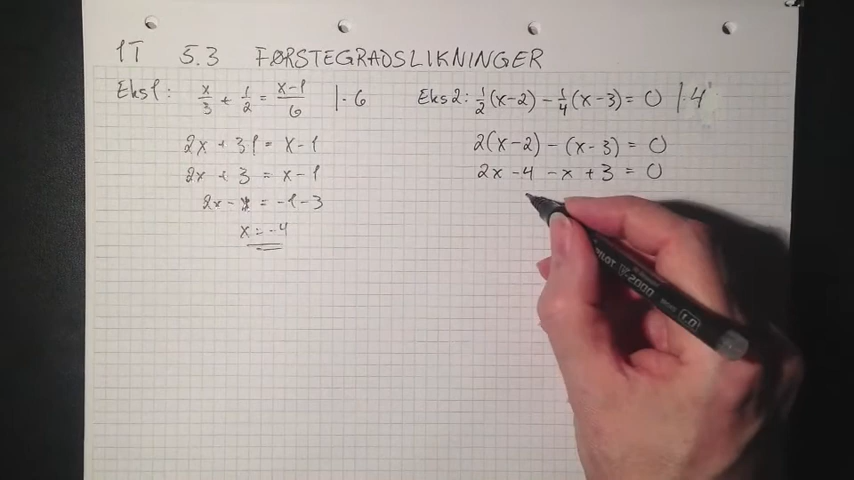 1T 5.3 FØRSTEGRADSLIKNINGER
Eks1: x/3 + 1/2 = (x-1)/6 |·6
2x + 3·1 = x-1
2x + 3 = x-1
2x - x = -1-3
x = -4
Eks2: 1/2(x-2) - 1/4(x-3) = 0 |·4
2(x-2) - (x-3) = 0
2x -4 -x +3 = 0
PILOT